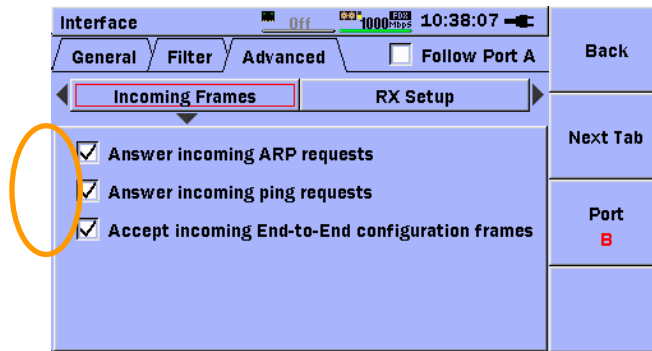 Interface Off 1000 FDX Mbps 10:38:07
General Filter Advanced Follow Port A
Incoming Frames RX Setup
Answer incoming ARP requests
Answer incoming ping requests
Accept incoming End-to-End configuration frames
Back
Next Tab
Port
B